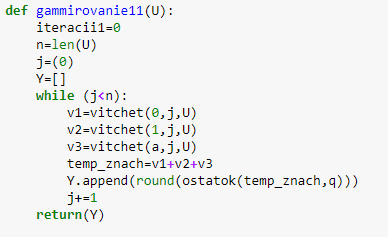 def gammirovanie11(U):
    iteracii1=0
    n=len(U)
    j=(0)
    Y=[]
    while (j<n):
        v1=vitchet(0,j,U)
        v2=vitchet(1,j,U)
        v3=vitchet(a,j,U)
        temp_znach=v1+v2+v3
        Y.append(round(ostatok(temp_znach,q)))
        j+=1
    return(Y)